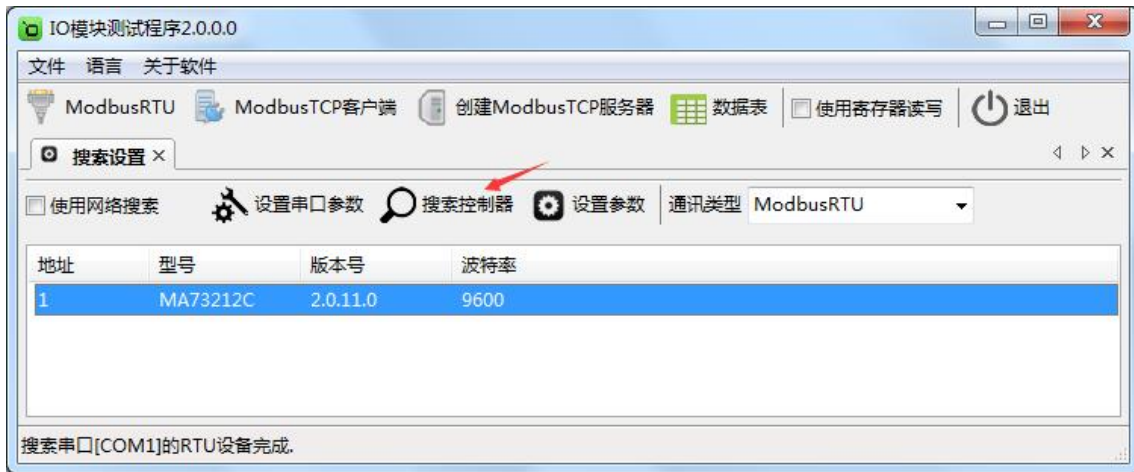 IO模块测试程序2.0.0.0
文件 语言 关于软件
ModbusRTU ModbusTCP客户端 创建ModbusTCP服务器 数据表 使用寄存器读写 退出
搜索设置
使用网络搜索 设置串口参数 搜索控制器 设置参数 通讯类型 ModbusRTU
地址 型号 版本号 波特率
1 MA73212C 2.0.11.0 9600
搜索串口[COM1]的RTU设备完成.